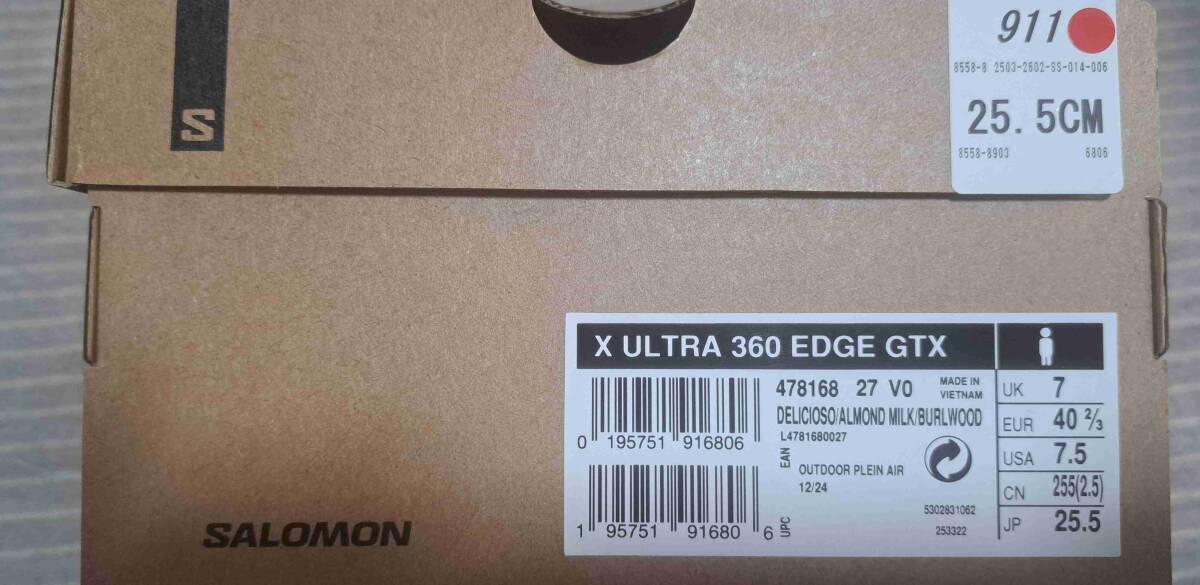 S
911
8558-8 2503-2602-SS-014-006
25.5CM
8558-8903 6806
X ULTRA 360 EDGE GTX
478168 27 V0 MADE IN VIETNAM
DELICIOSO/ALMOND MILK/BURLWOOD
L4781680027
0 195751 916806
EAN
OUTDOOR PLEIN AIR
12/24
5302831062
253322
1 95751 91680 6
UPC
UK 7
EUR 40 ⅔
USA 7.5
CN 255(2.5)
JP 25.5
SALOMON